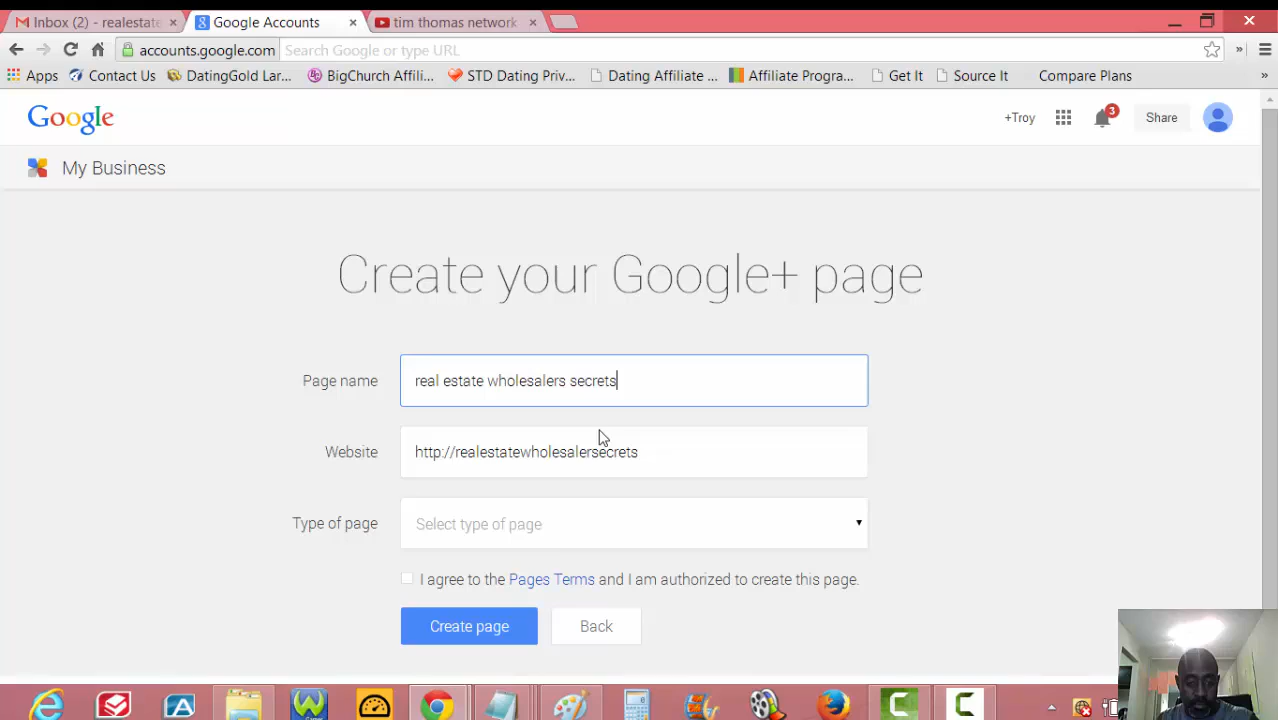 Inbox (2) - realestate
Google Accounts
tim thomas network
accounts.google.com
Search Google or type URL
Apps
Contact Us
DatingGold Lar...
BigChurch Affili...
STD Dating Priv...
Dating Affiliate ...
Affiliate Progra...
Get It
Source It
Compare Plans
»
Google
+Troy
3
Share
My Business
Create your Google+ page
Page name
real estate wholesalers secrets
Website
http://realestatewholesalersecrets
Type of page
Select type of page
I agree to the Pages Terms and I am authorized to create this page.
Create page
Back